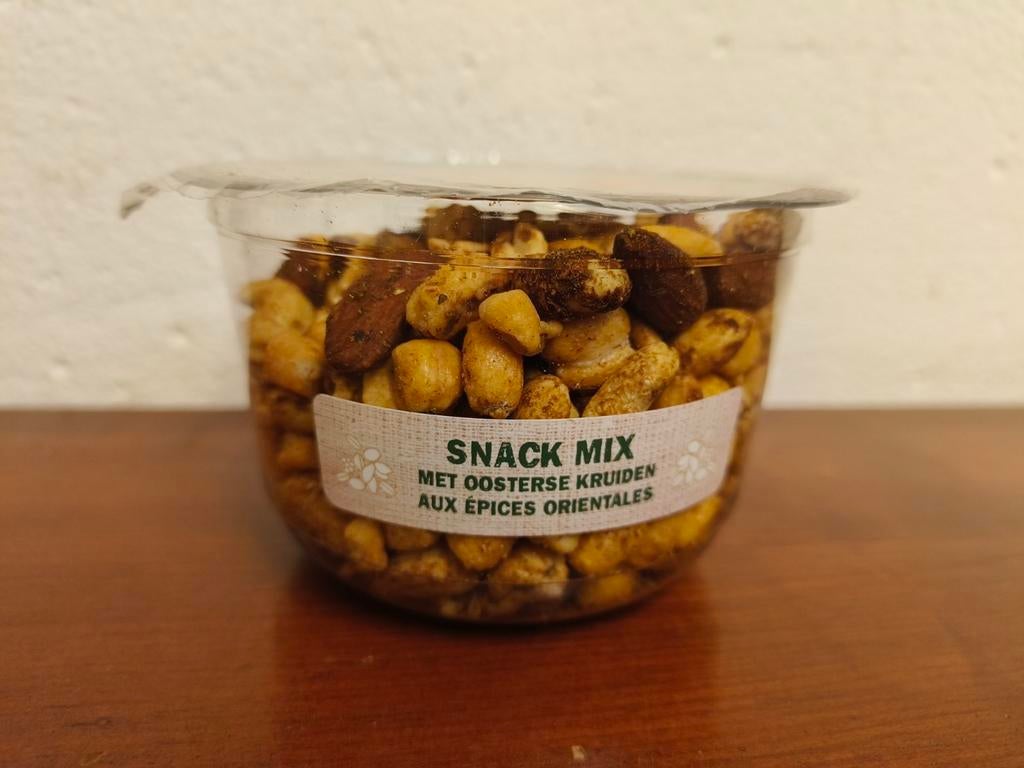 SNACK MIX
MET OOSTERSE KRUIDEN
AUX ÉPICES ORIENTALES